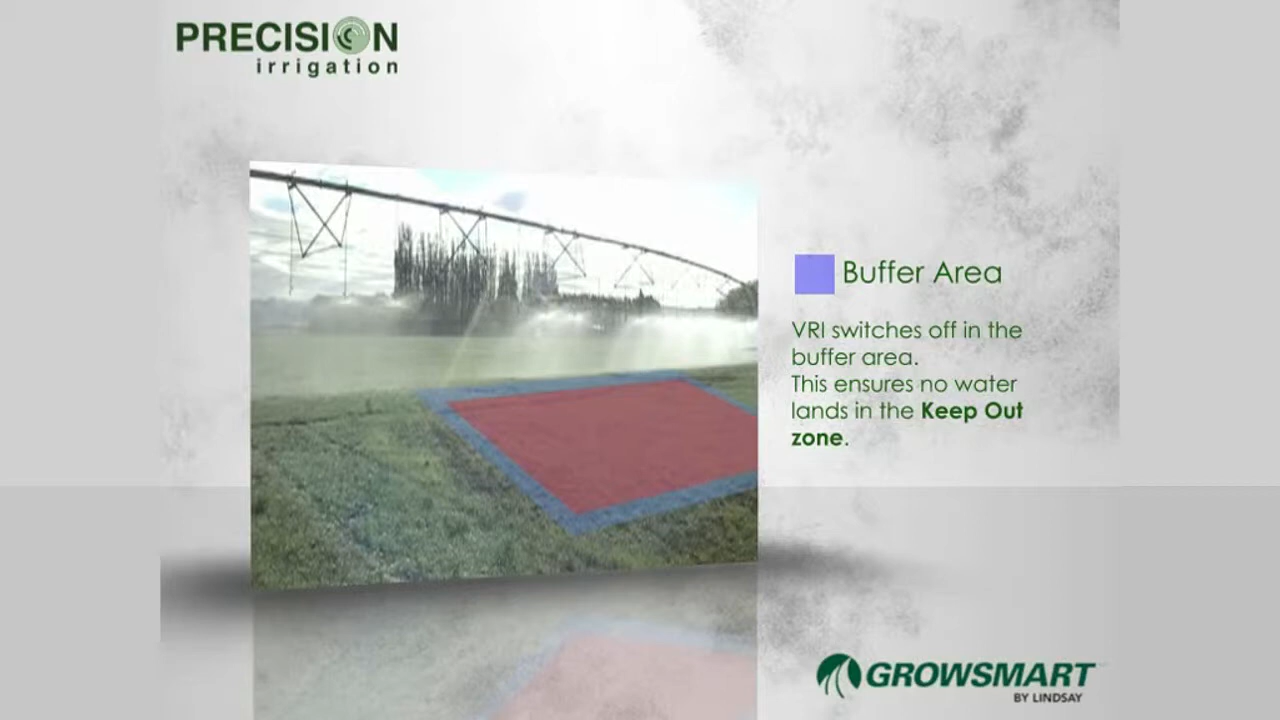 PRECISION
irrigation
Buffer Area
VRI switches off in the
buffer area.
This ensures no water
lands in the Keep Out
zone.
GROWSMART
BY LINDSAY